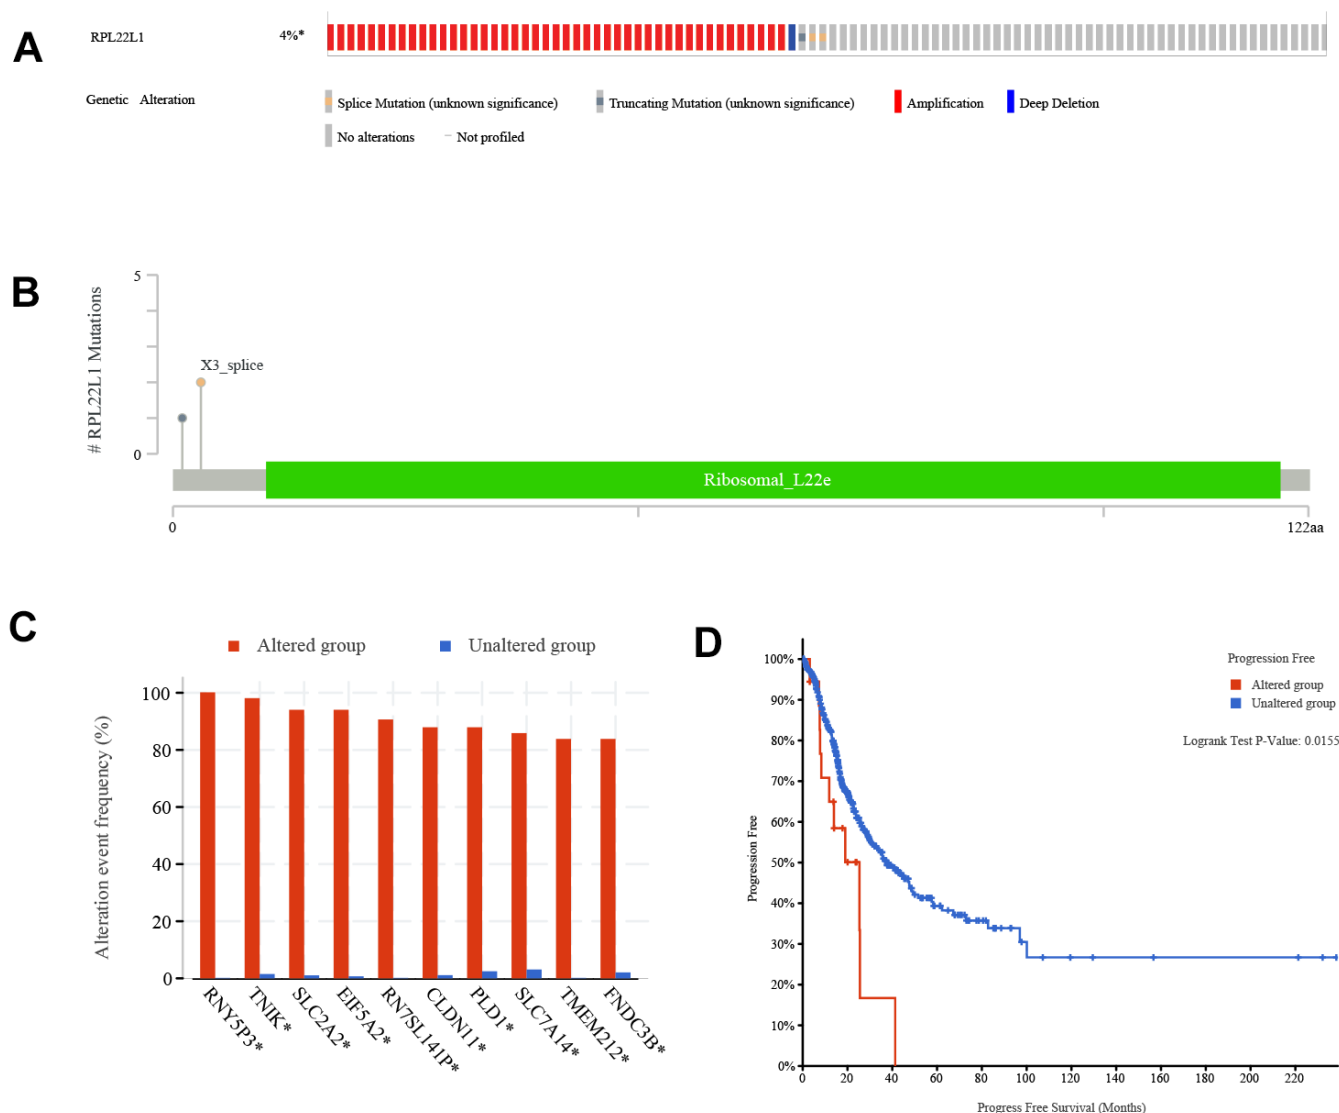 A
RPL22L1 4%*
Genetic Alteration Splice Mutation (unknown significance) Truncating Mutation (unknown significance) Amplification Deep Deletion
No alterations Not profiled
B
# RPL22L1 Mutations
5
0
X3_splice
Ribosomal_L22e
0 122aa
C
Altered group Unaltered group
Alteration event frequency (%)
100
80
60
40
20
0
RNY5P3*
TNIK*
SLC2A2*
EIF5A2*
RN7SL141P*
CLDN11*
PLD1*
SLC7A14*
TMEM212*
FNDC3B*
D
Progression Free
Altered group
Unaltered group
Logrank Test P-Value: 0.0155
Progression Free
100%
90%
80%
70%
60%
50%
40%
30%
20%
10%
0%
0 20 40 60 80 100 120 140 160 180 200 220
Progress Free Survival (Months)